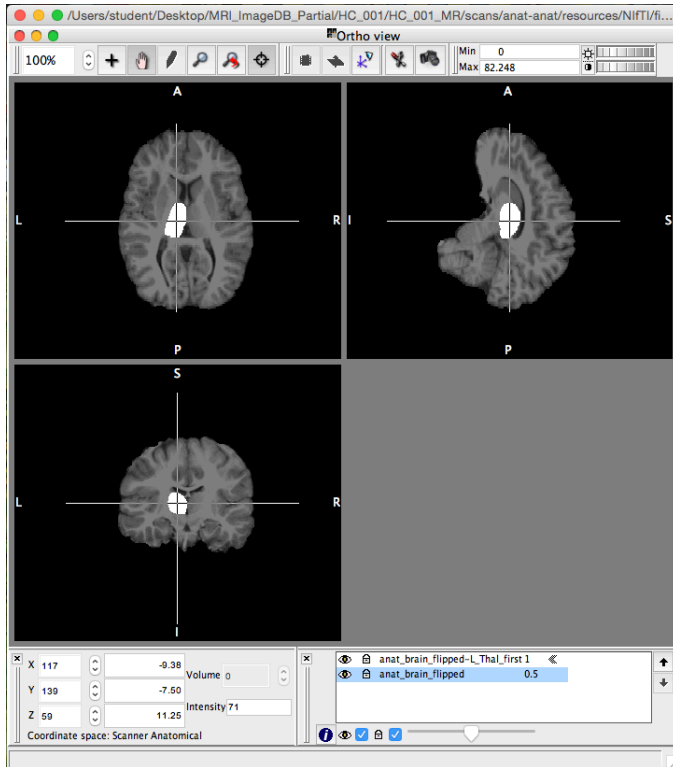 /Users/student/Desktop/MRI_ImageDB_Partial/HC_001/HC_001_MR/scans/anat-anat/resources/NIfTI/fi...
Ortho view
100%
Min 0
Max 82.248
A
L
R
P
A
I
S
P
S
L
R
I
X 117 -9.38
Y 139 -7.50
Z 59 11.25
Volume 0
Intensity 71
Coordinate space: Scanner Anatomical
anat_brain_flipped-L_Thal_first 1
anat_brain_flipped 0.5